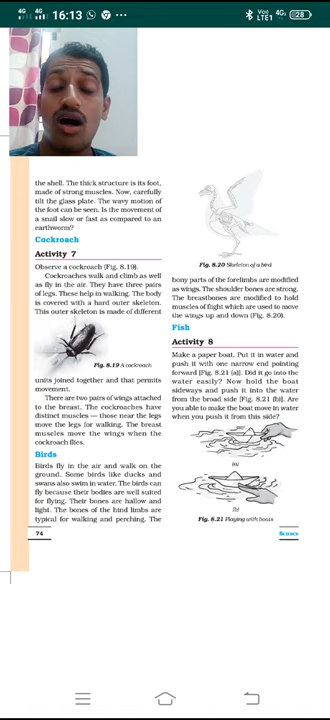 4G 4G 16:13 ... Vo)) LTE1 4G 28
the shell. The thick structure is its foot,
made of strong muscles. Now, carefully
tilt the glass plate. The wavy motion of
the foot can be seen. Is the movement of
a snail slow or fast as compared to an
earthworm?
Cockroach
Activity 7
Observe a cockroach (Fig. 8.19).
Cockroaches walk and climb as well
as fly in the air. They have three pairs
of legs. These help in walking. The body
is covered with a hard outer skeleton.
This outer skeleton is made of different
Fig. 8.19 A cockroach
units joined together and that permits
movement.
There are two pairs of wings attached
to the breast. The cockroaches have
distinct muscles — those near the legs
move the legs for walking. The breast
muscles move the wings when the
cockroach flies.
Birds
Birds fly in the air and walk on the
ground. Some birds like ducks and
swans also swim in water. The birds can
fly because their bodies are well suited
for flying. Their bones are hollow and
light. The bones of the hind limbs are
typical for walking and perching. The
Fig. 8.20 Skeleton of a bird
bony parts of the forelimbs are modified
as wings. The shoulder bones are strong.
The breastbones are modified to hold
muscles of flight which are used to move
the wings up and down (Fig. 8.20).
Fish
Activity 8
Make a paper boat. Put it in water and
push it with one narrow end pointing
forward [Fig. 8.21 (a)]. Did it go into the
water easily? Now hold the boat
sideways and push it into the water
from the broad side [Fig. 8.21 (b)]. Are
you able to make the boat move in water
when you push it from this side?
(a)
(b)
Fig. 8.21 Playing with boats
74
SCIENCE